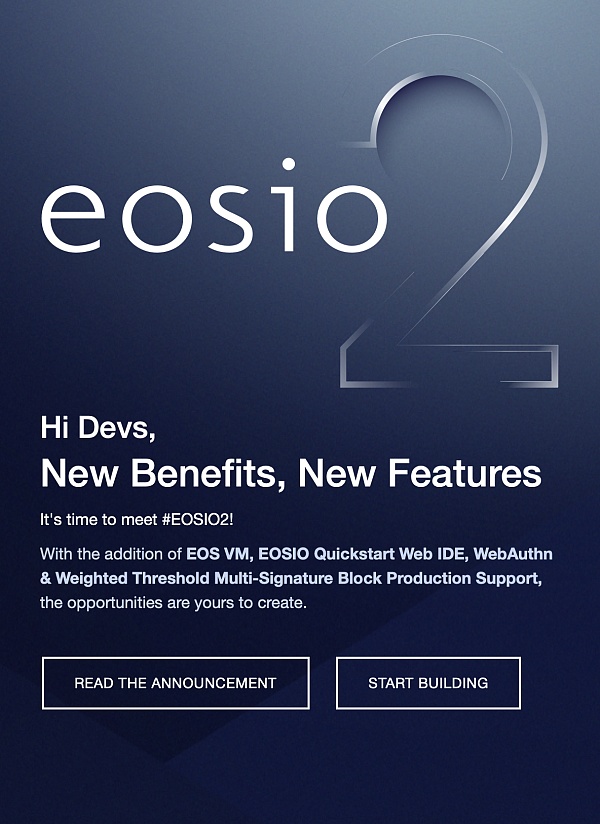 eosio 2
Hi Devs,
New Benefits, New Features
It's time to meet #EOSIO2!
With the addition of EOS VM, EOSIO Quickstart Web IDE, WebAuthn
& Weighted Threshold Multi-Signature Block Production Support,
the opportunities are yours to create.
READ THE ANNOUNCEMENT
START BUILDING